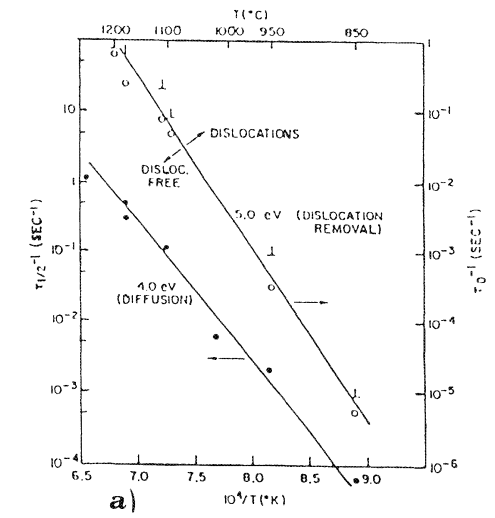 T(°C)
1200 1100 1000 950 850
10
1
10⁻¹
10⁻²
10⁻³
10⁻⁴
τ1/2⁻¹ (SEC⁻¹)
1
10⁻¹
10⁻²
10⁻³
10⁻⁴
10⁻⁵
10⁻⁶
τD⁻¹ (SEC⁻¹)
DISLOCATIONS
DISLOC.
FREE
5.0 eV (DISLOCATION
REMOVAL)
4.0 eV
(DIFFUSION)
6.5 7.0 7.5 8.0 8.5 9.0
a) 10⁴/T(°K)